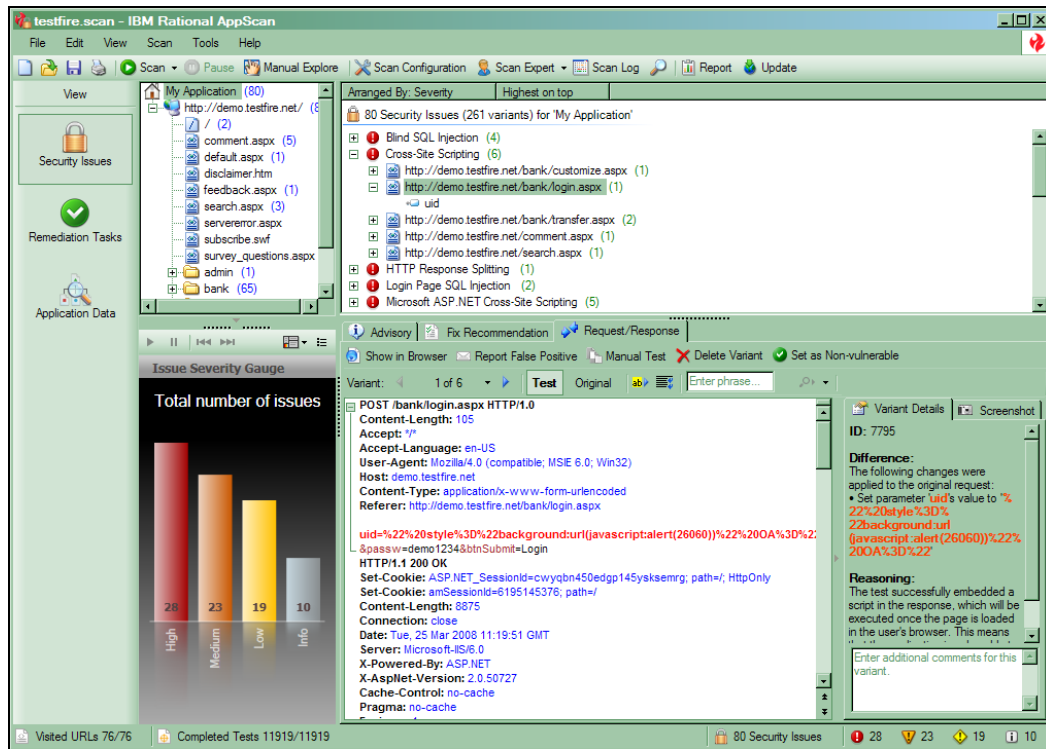 testfire.scan - IBM Rational AppScan
File Edit View Scan Tools Help
Scan Pause Manual Explore Scan Configuration Scan Expert Scan Log Report Update
View
Security Issues
Remediation Tasks
Application Data
My Application (80)
http://demo.testfire.net/ (8
/ (2)
comment.aspx (5)
default.aspx (1)
disclaimer.htm
feedback.aspx (1)
search.aspx (3)
servererror.aspx
subscribe.swf
survey_questions.aspx
admin (1)
bank (65)
Arranged By: Severity Highest on top
80 Security Issues (261 variants) for 'My Application'
Blind SQL Injection (4)
Cross-Site Scripting (6)
http://demo.testfire.net/bank/customize.aspx (1)
http://demo.testfire.net/bank/login.aspx (1)
uid
http://demo.testfire.net/bank/transfer.aspx (2)
http://demo.testfire.net/comment.aspx (1)
http://demo.testfire.net/search.aspx (1)
HTTP Response Splitting (1)
Login Page SQL Injection (2)
Microsoft ASP.NET Cross-Site Scripting (5)
Issue Severity Gauge
Total number of issues
28 23 19 10
High Medium Low Info
Advisory Fix Recommendation Request/Response
Show in Browser Report False Positive Manual Test Delete Variant Set as Non-vulnerable
Variant: 1 of 6 Test Original ab Enter phrase...
POST /bank/login.aspx HTTP/1.0
Content-Length: 105
Accept: */*
Accept-Language: en-US
User-Agent: Mozilla/4.0 (compatible; MSIE 6.0; Win32)
Host: demo.testfire.net
Content-Type: application/x-www-form-urlencoded
Referer: http://demo.testfire.net/bank/login.aspx
uid=%22%20style%3D%22background:url(javascript:alert(26060))%22%20OA%3D%22
&passw=demo1234&btnSubmit=Login
HTTP/1.1 200 OK
Set-Cookie: ASP.NET_SessionId=cwyqbn450edgp145ysksemrg; path=/; HttpOnly
Set-Cookie: amSessionId=6195145376; path=/
Content-Length: 8875
Connection: close
Date: Tue, 25 Mar 2008 11:19:51 GMT
Server: Microsoft-IIS/6.0
X-Powered-By: ASP.NET
X-AspNet-Version: 2.0.50727
Cache-Control: no-cache
Pragma: no-cache
Variant Details Screenshot
ID: 7795
Difference:
The following changes were
applied to the original request:
• Set parameter 'uid's value to '%
22%20style%3D%
22background:url
(javascript:alert(26060))%22%
20OA%3D%22'
Reasoning:
The test successfully embedded a
script in the response, which will be
executed once the page is loaded
in the user's browser. This means
Enter additional comments for this
variant.
Visited URLs 76/76 Completed Tests 11919/11919 80 Security Issues 28 23 19 10